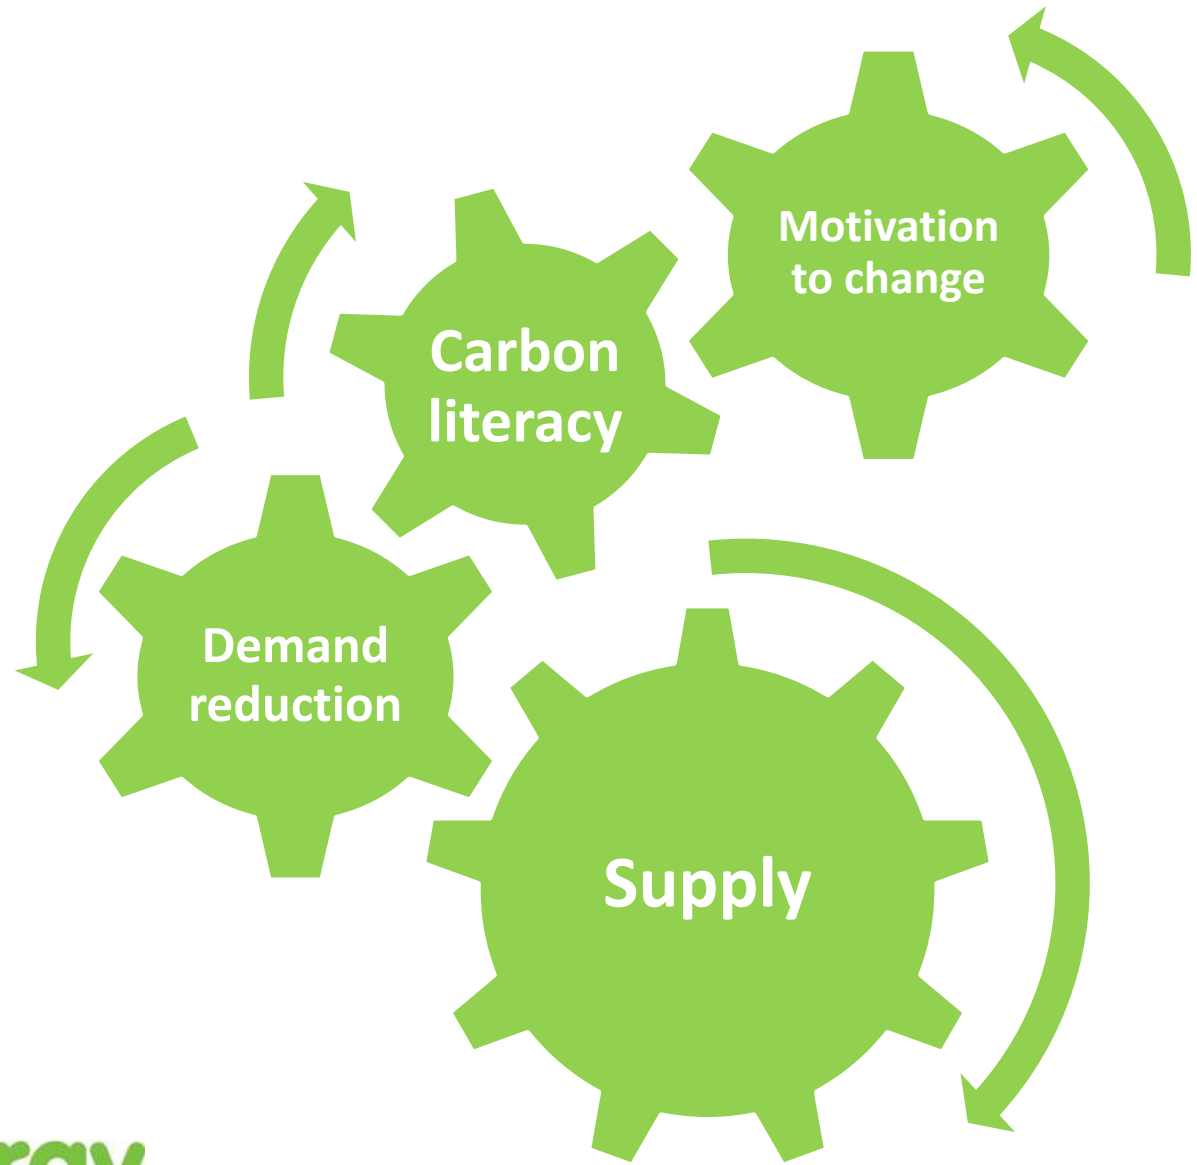 Motivation
to change
Carbon
literacy
Demand
reduction
Supply